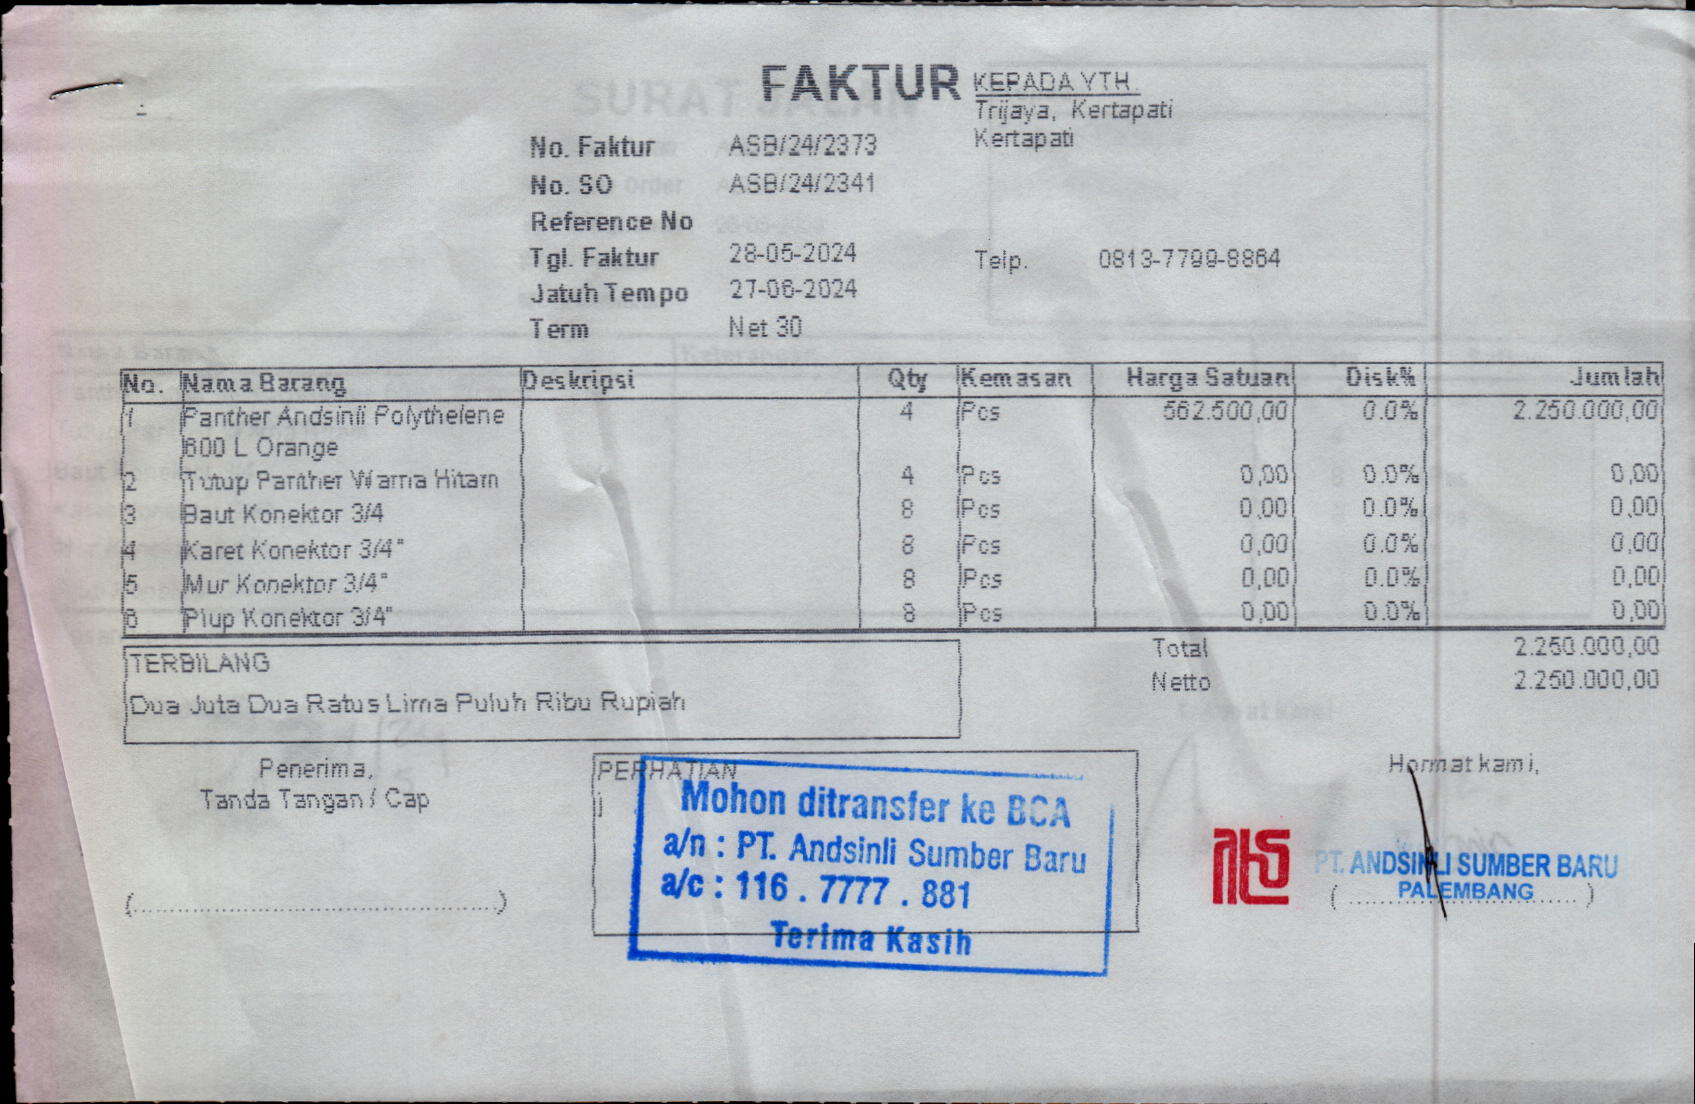 FAKTUR
KEPADA YTH.
Trijaya, Kertapati
Kertapati
No. Faktur ASB/24/2373
No. SO ASB/24/2341
Reference No
Tgl. Faktur 28-05-2024
Telp. 0813-7799-8864
Jatuh Tempo 27-06-2024
Term Net 30
No. Nama Barang Deskripsi Qty Kemasan Harga Satuan Disk% Jumlah
1 Panther Andsinli Polythelene 4 Pcs 562.500,00 0.0% 2.250.000,00
600 L Orange
2 Tutup Panther Warna Hitam 4 Pcs 0,00 0.0% 0,00
3 Baut Konektor 3/4 8 Pcs 0,00 0.0% 0,00
4 Karet Konektor 3/4" 8 Pcs 0,00 0.0% 0,00
5 Mur Konektor 3/4" 8 Pcs 0,00 0.0% 0,00
6 Plup Konektor 3/4" 8 Pcs 0,00 0.0% 0,00
Total 2.250.000,00
Netto 2.250.000,00
TERBILANG
Dua Juta Dua Ratus Lima Puluh Ribu Rupiah
Penerima,
Tanda Tangan / Cap
(..............................)
PERHATIAN
Mohon ditransfer ke BCA
a/n : PT. Andsinli Sumber Baru
a/c : 116 . 7777 . 881
Terima Kasih
Hormat kami,
PT. ANDSINLI SUMBER BARU
PALEMBANG
(..............................)